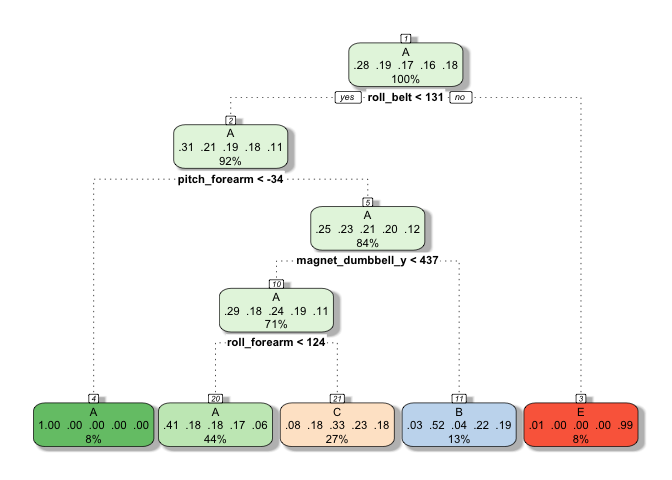 1
A
.28 .19 .17 .16 .18
100%
yes roll_belt < 131 no
2
A
.31 .21 .19 .18 .11
92%
pitch_forearm < -34
5
A
.25 .23 .21 .20 .12
84%
magnet_dumbbell_y < 437
10
A
.29 .18 .24 .19 .11
71%
roll_forearm < 124
4
A
1.00 .00 .00 .00 .00
8%
20
A
.41 .18 .18 .17 .06
44%
21
C
.08 .18 .33 .23 .18
27%
11
B
.03 .52 .04 .22 .19
13%
3
E
.01 .00 .00 .00 .99
8%